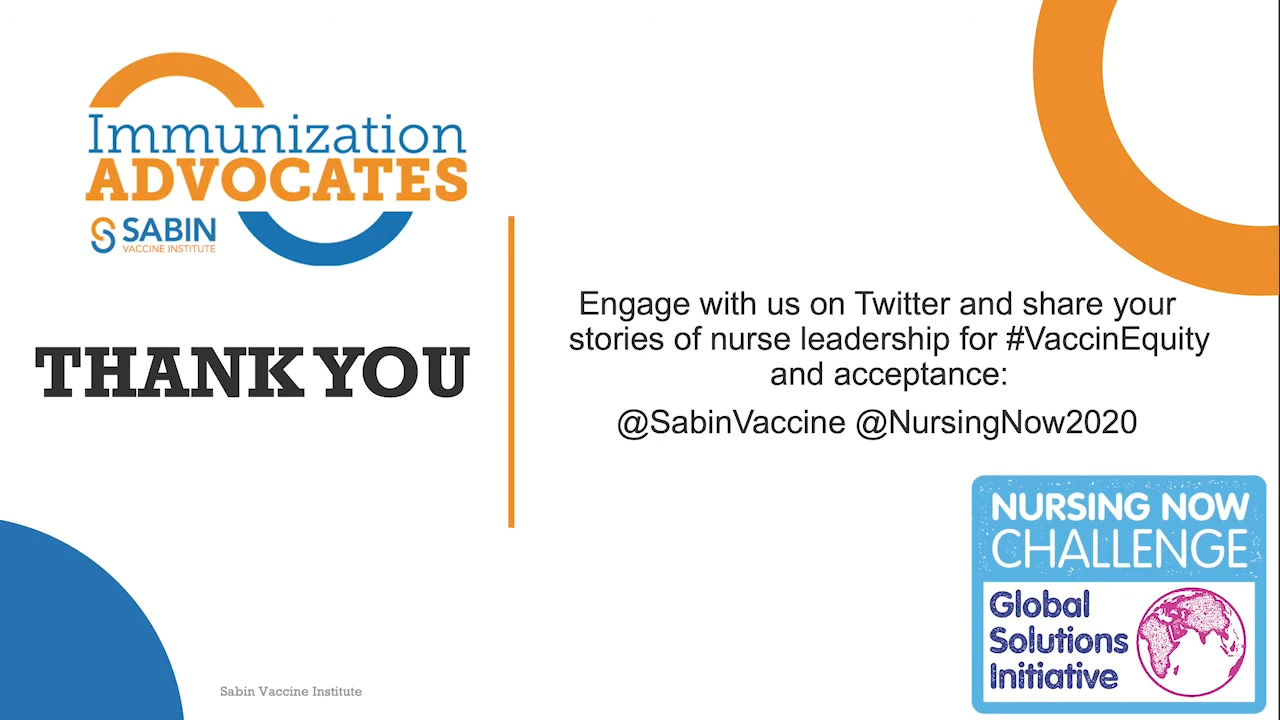 Immunization
ADVOCATES
SABIN
VACCINE INSTITUTE
THANK YOU
Engage with us on Twitter and share your
stories of nurse leadership for #VaccinEquity
and acceptance:
@SabinVaccine @NursingNow2020
NURSING NOW
CHALLENGE
Global
Solutions
Initiative
Sabin Vaccine Institute